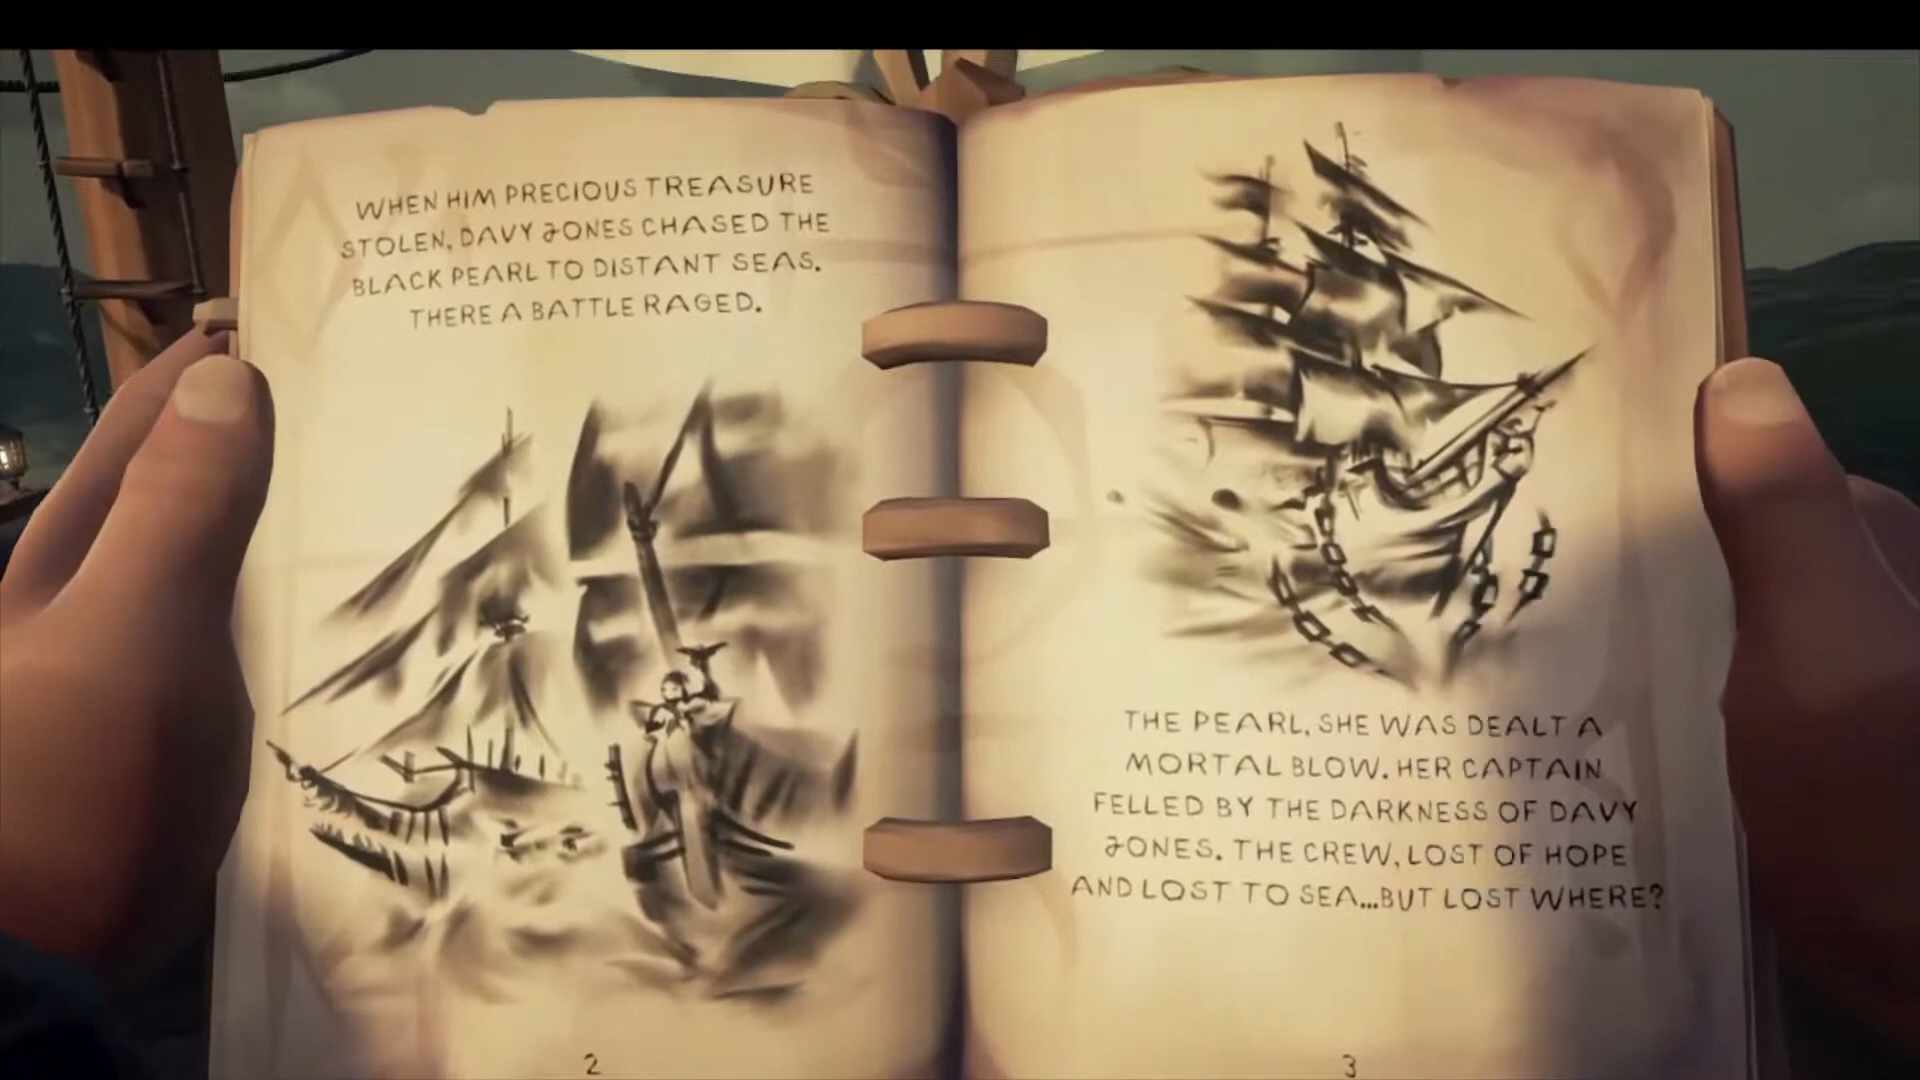 WHEN HIM PRECIOUS TREASURE
STOLEN, DAVY JONES CHASED THE
BLACK PEARL TO DISTANT SEAS.
THERE A BATTLE RAGED.
2
THE PEARL, SHE WAS DEALT A
MORTAL BLOW. HER CAPTAIN
FELLED BY THE DARKNESS OF DAVY
JONES. THE CREW, LOST OF HOPE
AND LOST TO SEA...BUT LOST WHERE?
3